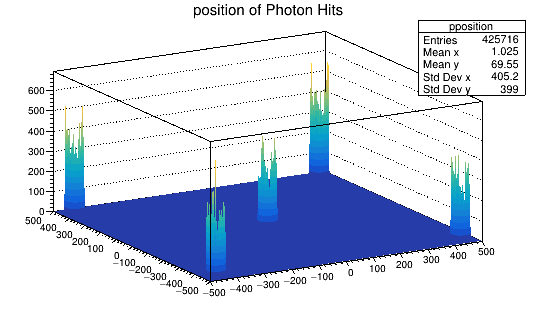 position of Photon Hits
pposition
Entries 425716
Mean x 1.025
Mean y 69.55
Std Dev x 405.2
Std Dev y 399
600
500
400
300
200
100
0
500
400
300
200
100
0
−100
−200
−300
−400
−500
−500 −400 −300 −200 −100 0 100 200 300 400 500